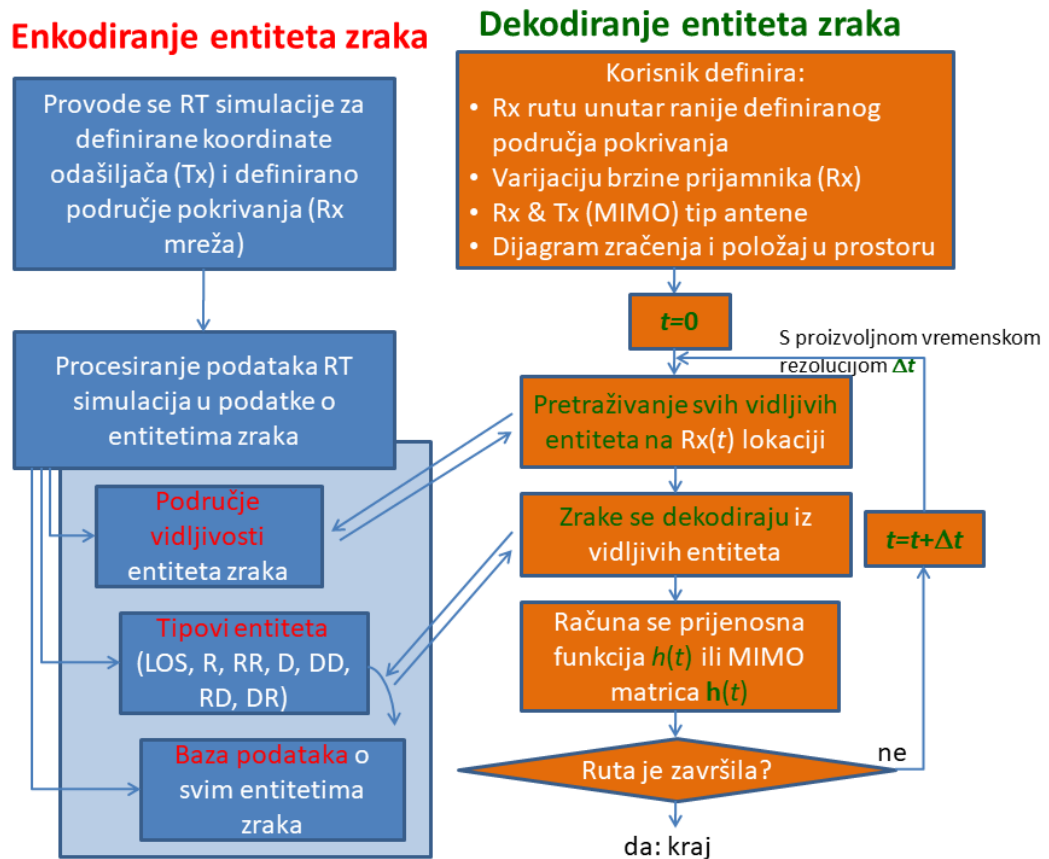 Enkodiranje entiteta zraka
Provode se RT simulacije za
definirane koordinate
odašiljača (Tx) i definirano
područje pokrivanja (Rx
mreža)
Procesiranje podataka RT
simulacija u podatke o
entitetima zraka
Područje
vidljivosti
entiteta zraka
Tipovi entiteta
(LOS, R, RR, D, DD,
RD, DR)
Baza podataka o
svim entitetima
zraka
Dekodiranje entiteta zraka
Korisnik definira:
• Rx rutu unutar ranije definiranog
područja pokrivanja
• Varijaciju brzine prijamnika (Rx)
• Rx & Tx (MIMO) tip antene
• Dijagram zračenja i položaj u prostoru
t=0
S proizvoljnom vremenskom
rezolucijom Δt
Pretraživanje svih vidljivih
entiteta na Rx(t) lokaciji
Zrake se dekodiraju iz
vidljivih entiteta
t=t+Δt
Računa se prijenosna
funkcija h(t) ili MIMO
matrica h(t)
Ruta je završila?
ne
da: kraj